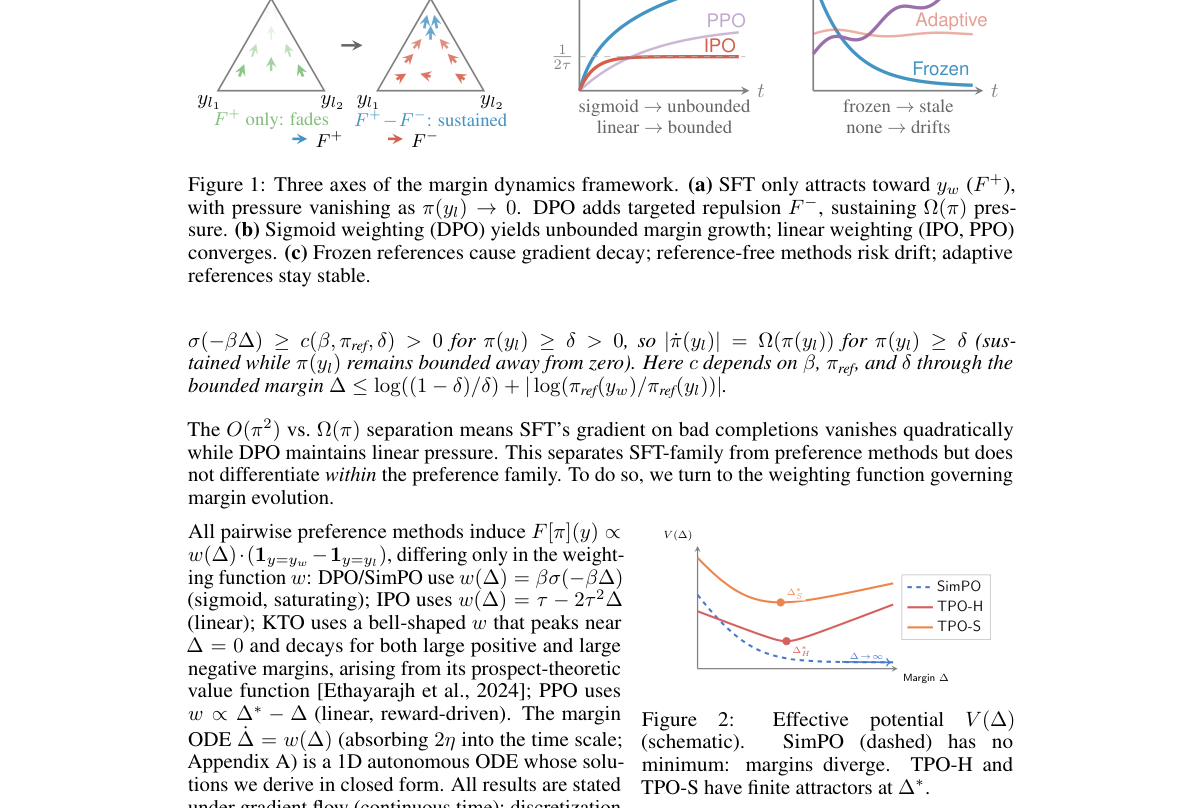 y_{l_1} y_{l_2} y_{l_1} y_{l_2}
F^+ only: fades F^+ − F^−: sustained
F^+ F^−
PPO
IPO
1/2τ
t
sigmoid → unbounded
linear → bounded
Adaptive
Frozen
t
frozen → stale
none → drifts
Figure 1: Three axes of the margin dynamics framework. (a) SFT only attracts toward y_w (F^+),
with pressure vanishing as π(y_l) → 0. DPO adds targeted repulsion F^−, sustaining Ω(π) pres-
sure. (b) Sigmoid weighting (DPO) yields unbounded margin growth; linear weighting (IPO, PPO)
converges. (c) Frozen references cause gradient decay; reference-free methods risk drift; adaptive
references stay stable.
σ(−βΔ) ≥ c(β, π_ref, δ) > 0 for π(y_l) ≥ δ > 0, so |π̇(y_l)| = Ω(π(y_l)) for π(y_l) ≥ δ (sus-
tained while π(y_l) remains bounded away from zero). Here c depends on β, π_ref, and δ through the
bounded margin Δ ≤ log((1 − δ)/δ) + | log(π_ref(y_w)/π_ref(y_l))|.
The O(π²) vs. Ω(π) separation means SFT's gradient on bad completions vanishes quadratically
while DPO maintains linear pressure. This separates SFT-family from preference methods but does
not differentiate within the preference family. To do so, we turn to the weighting function governing
margin evolution.
All pairwise preference methods induce F[π](y) ∝
w(Δ)·(1_{y=y_w} − 1_{y=y_l}), differing only in the weight-
ing function w: DPO/SimPO use w(Δ) = βσ(−βΔ)
(sigmoid, saturating); IPO uses w(Δ) = τ − 2τ²Δ
(linear); KTO uses a bell-shaped w that peaks near
Δ = 0 and decays for both large positive and large
negative margins, arising from its prospect-theoretic
value function [Ethayarajh et al., 2024]; PPO uses
w ∝ Δ* − Δ (linear, reward-driven). The margin
ODE Δ̇ = w(Δ) (absorbing 2η into the time scale;
Appendix A) is a 1D autonomous ODE whose solu-
tions we derive in closed form. All results are stated
under gradient flow (continuous time); discretization
V(Δ)
Δ*_S
Δ*_H
Δ→∞
Margin Δ
SimPO
TPO-H
TPO-S
Figure 2: Effective potential V(Δ)
(schematic). SimPO (dashed) has no
minimum: margins diverge. TPO-H and
TPO-S have finite attractors at Δ*.